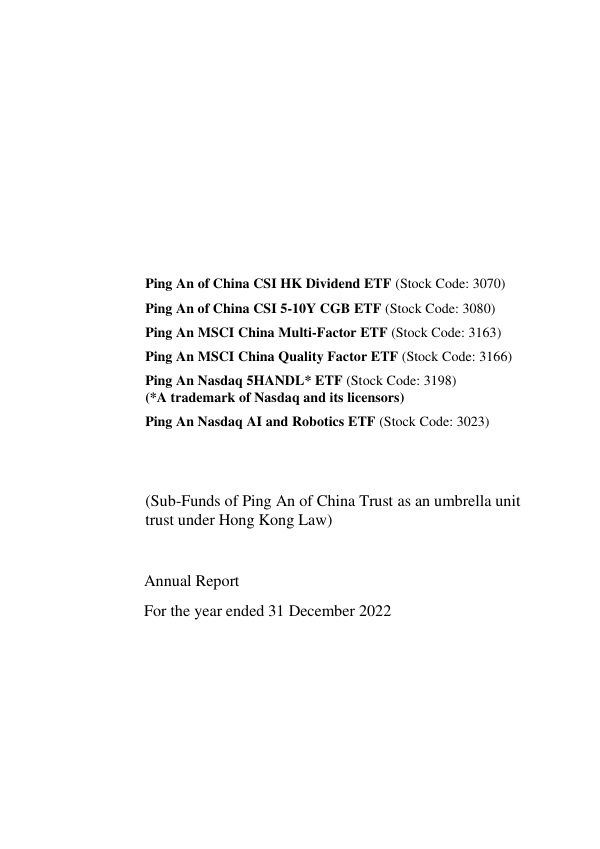 Ping An of China CSI HK Dividend ETF (Stock Code: 3070)
Ping An of China CSI 5-10Y CGB ETF (Stock Code: 3080)
Ping An MSCI China Multi-Factor ETF (Stock Code: 3163)
Ping An MSCI China Quality Factor ETF (Stock Code: 3166)
Ping An Nasdaq 5HANDL* ETF (Stock Code: 3198)
(*A trademark of Nasdaq and its licensors)
Ping An Nasdaq AI and Robotics ETF (Stock Code: 3023)
(Sub-Funds of Ping An of China Trust as an umbrella unit
trust under Hong Kong Law)
Annual Report
For the year ended 31 December 2022